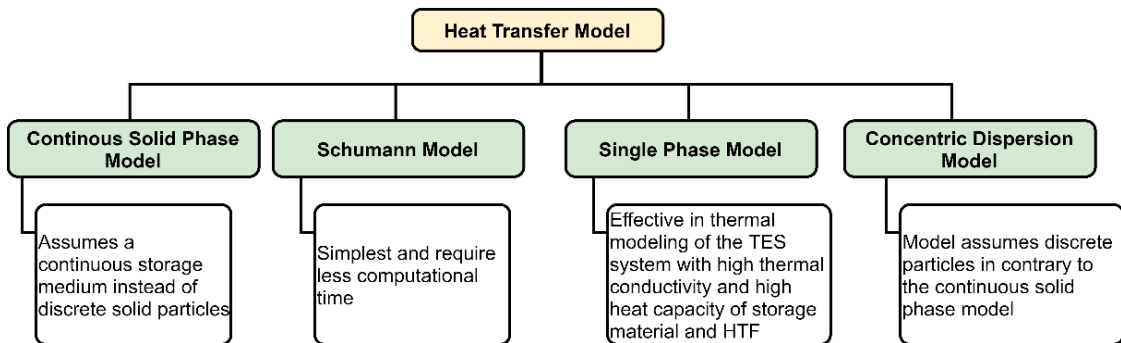 Heat Transfer Model
Continous Solid Phase
Model
Schumann Model
Single Phase Model
Concentric Dispersion
Model
Assumes a
continuous storage
medium instead of
discrete solid particles
Simplest and require
less computational
time
Effective in thermal
modeling of the TES
system with high thermal
conductivity and high
heat capacity of storage
material and HTF
Model assumes discrete
particles in contrary to
the continuous solid
phase model